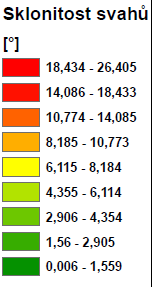 Sklonitost svahů
[°]
18,434 - 26,405
14,086 - 18,433
10,774 - 14,085
8,185 - 10,773
6,115 - 8,184
4,355 - 6,114
2,906 - 4,354
1,56 - 2,905
0,006 - 1,559